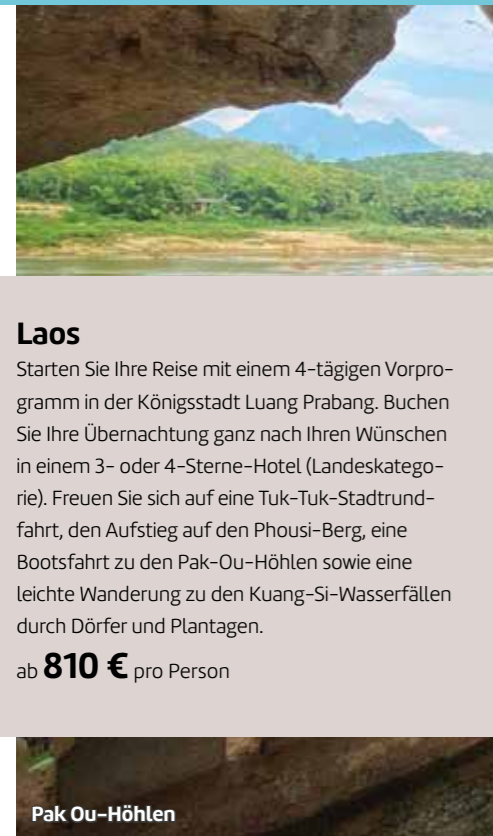 Laos
Starten Sie Ihre Reise mit einem 4-tägigen Vorpro-
gramm in der Königsstadt Luang Prabang. Buchen
Sie Ihre Übernachtung ganz nach Ihren Wünschen
in einem 3- oder 4-Sterne-Hotel (Landeskatego-
rie). Freuen Sie sich auf eine Tuk-Tuk-Stadtrund-
fahrt, den Aufstieg auf den Phousi-Berg, eine
Bootsfahrt zu den Pak-Ou-Höhlen sowie eine
leichte Wanderung zu den Kuang-Si-Wasserfällen
durch Dörfer und Plantagen.
ab 810 € pro Person
Pak Ou-Höhlen